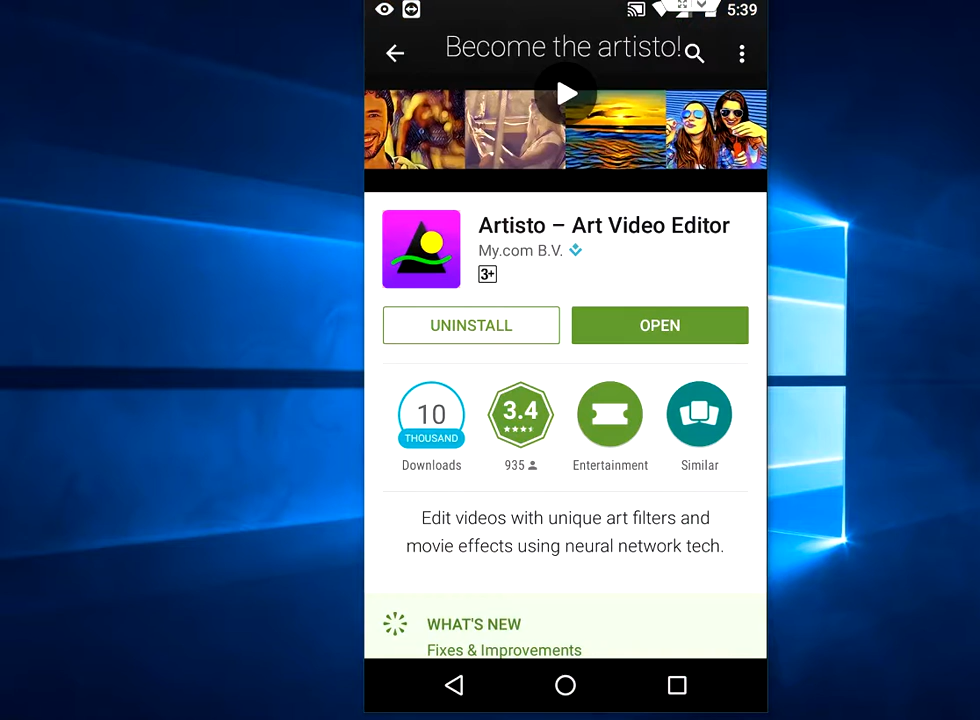 5:39
Become the artisto!
Artisto – Art Video Editor
My.com B.V.
3+
UNINSTALL
OPEN
10
THOUSAND
3.4
Downloads
935
Entertainment
Similar
Edit videos with unique art filters and
movie effects using neural network tech.
WHAT'S NEW
Fixes & Improvements